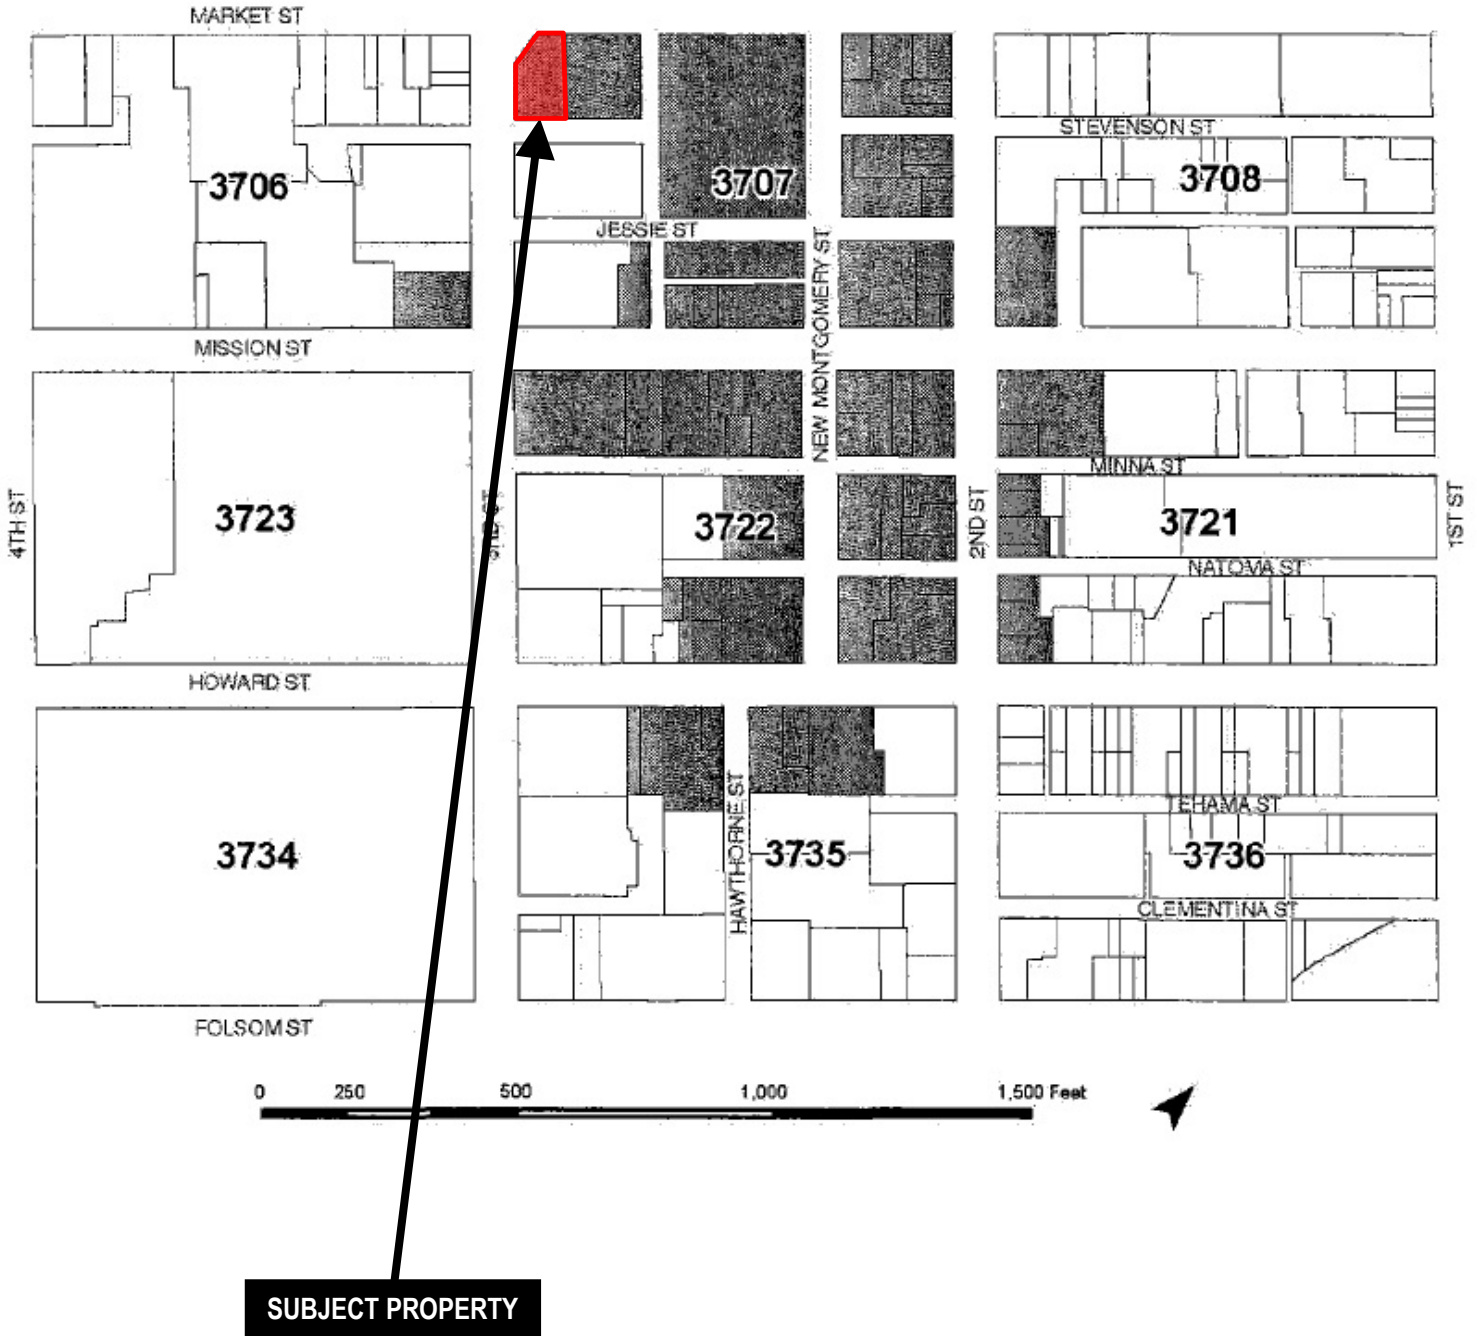 MARKET ST
STEVENSON ST
3706
3707
3708
JESSIE ST
NEW MONTGOMERY ST
MISSION ST
MINNA ST
4TH ST
3723
3722
2ND ST
3721
1ST ST
NATOMA ST
HOWARD ST
TEHAMA ST
HAWTHORNE ST
3734
3735
3736
CLEMENTINA ST
FOLSOM ST
0 250 500 1,000 1,500 Feet
SUBJECT PROPERTY